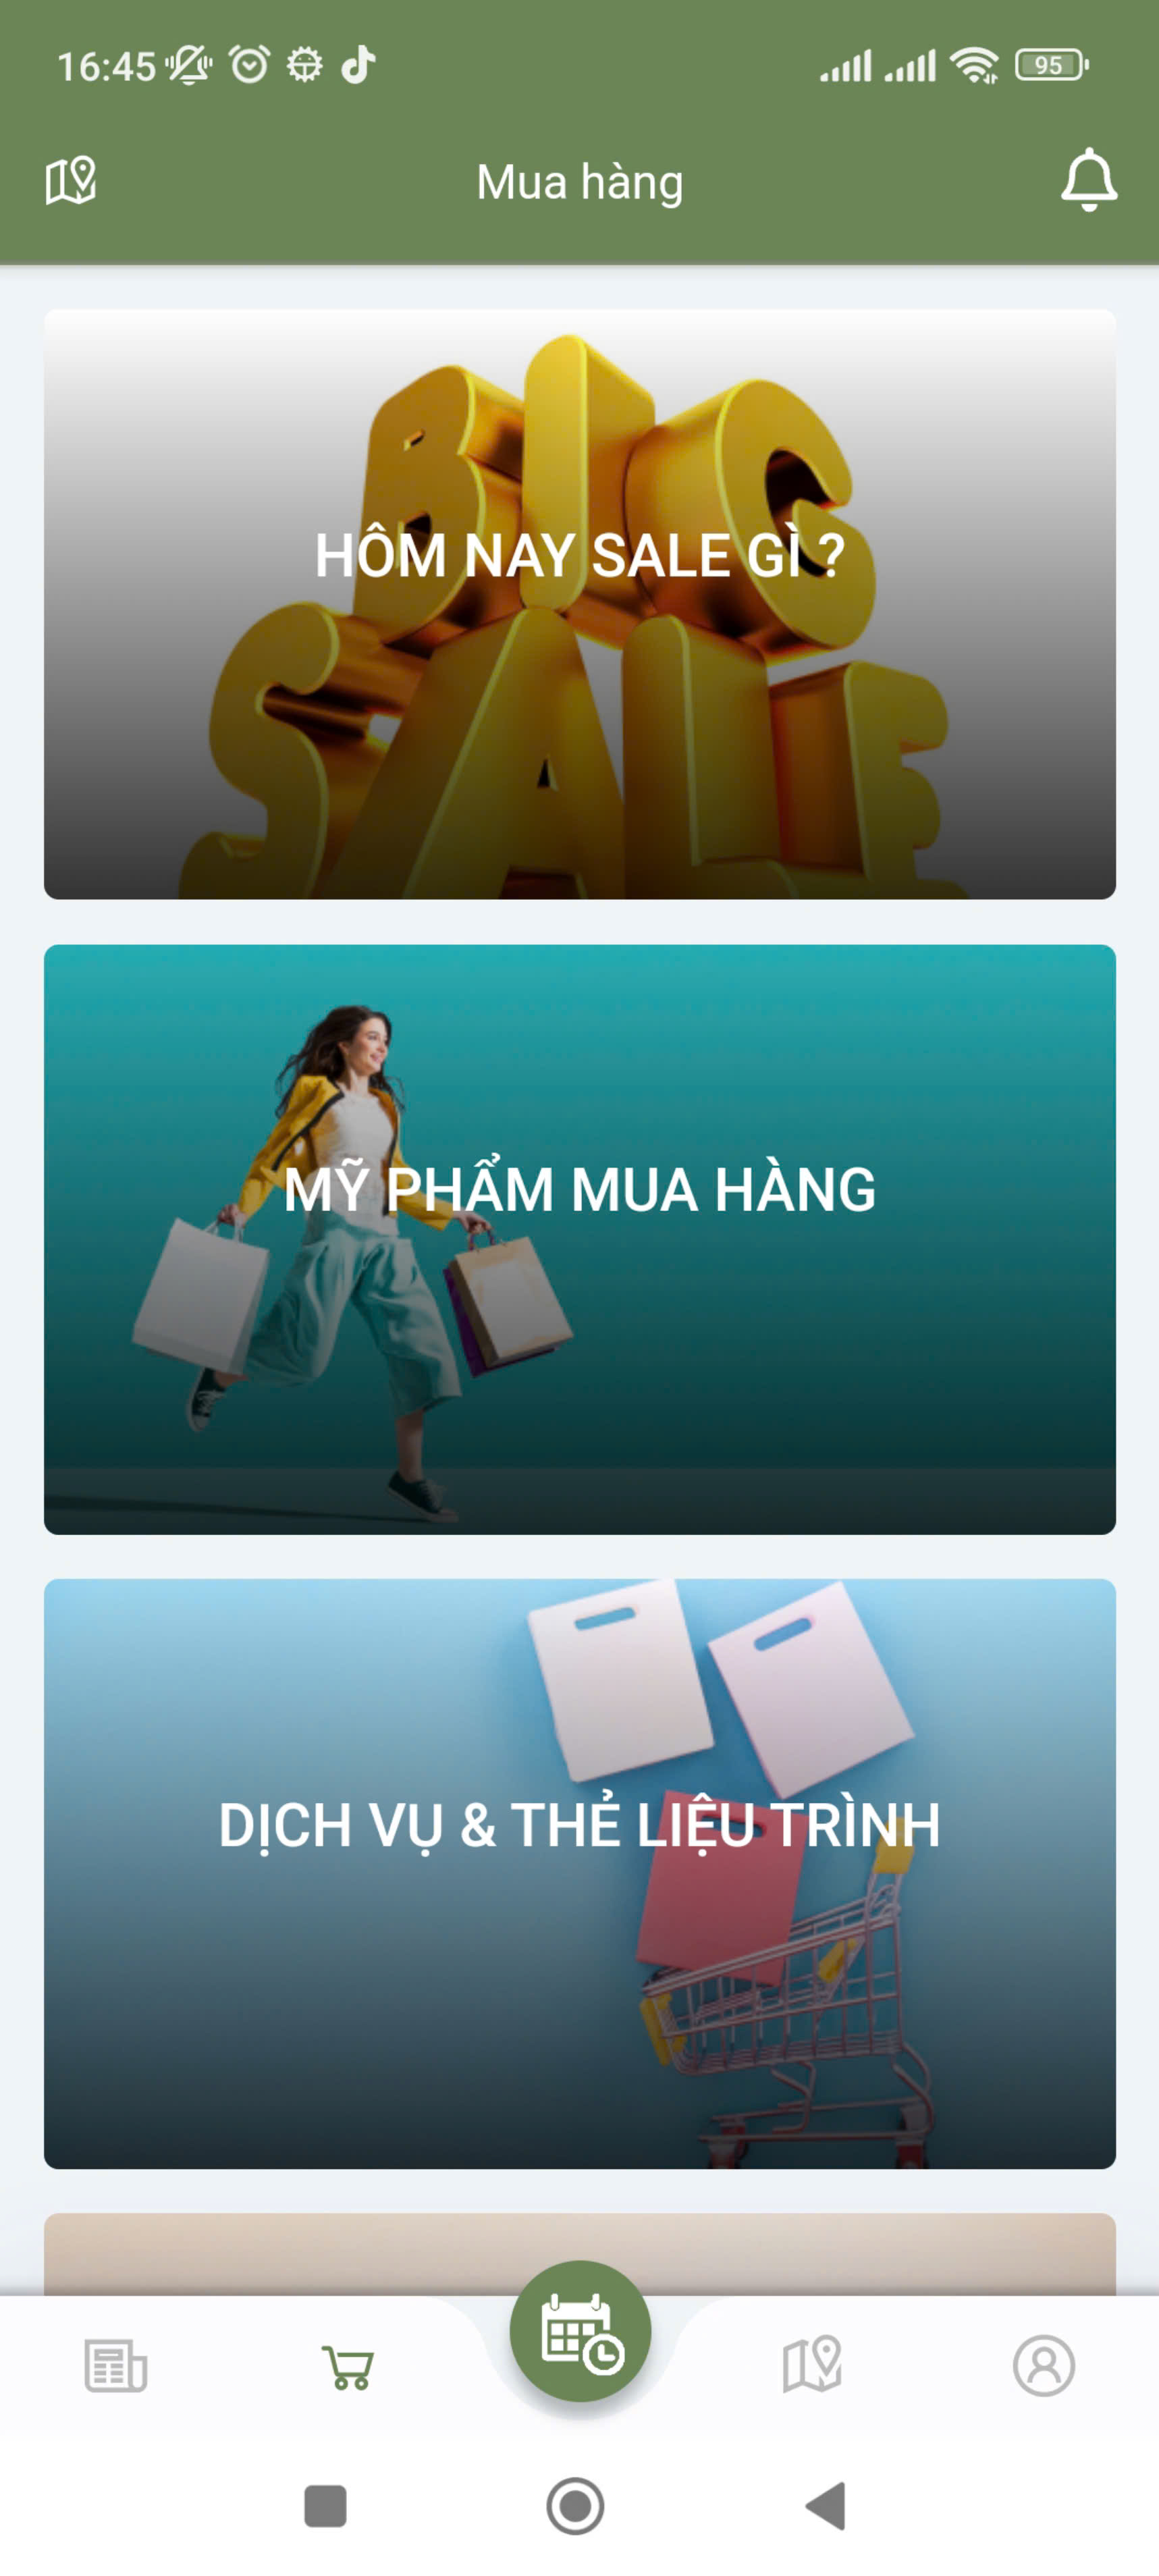 16:45
95
Mua hàng
BIG
SALE
HÔM NAY SALE GÌ ?
MỸ PHẨM MUA HÀNG
DỊCH VỤ & THẺ LIỆU TRÌNH